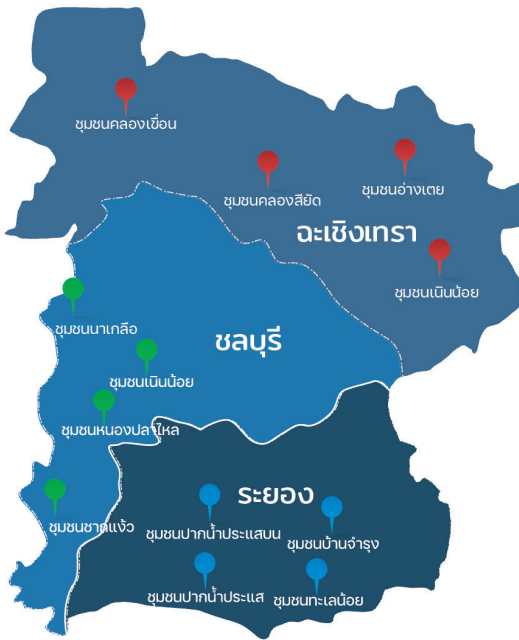 ชุมชนคลองเขื่อน
ชุมชนคลองสียัด
ชุมชนอ่างเตย
ฉะเชิงเทรา
ชุมชนเนินน้อย
ชุมชนนาเกลือ
ชลบุรี
ชุมชนเนินน้อย
ชุมชนหนองปลาไหล
ระยอง
ชุมชนชากแง้ว
ชุมชนปากน้ำประแสบน
ชุมชนบ้านจำรุง
ชุมชนปากน้ำประแส
ชุมชนทะเลน้อย